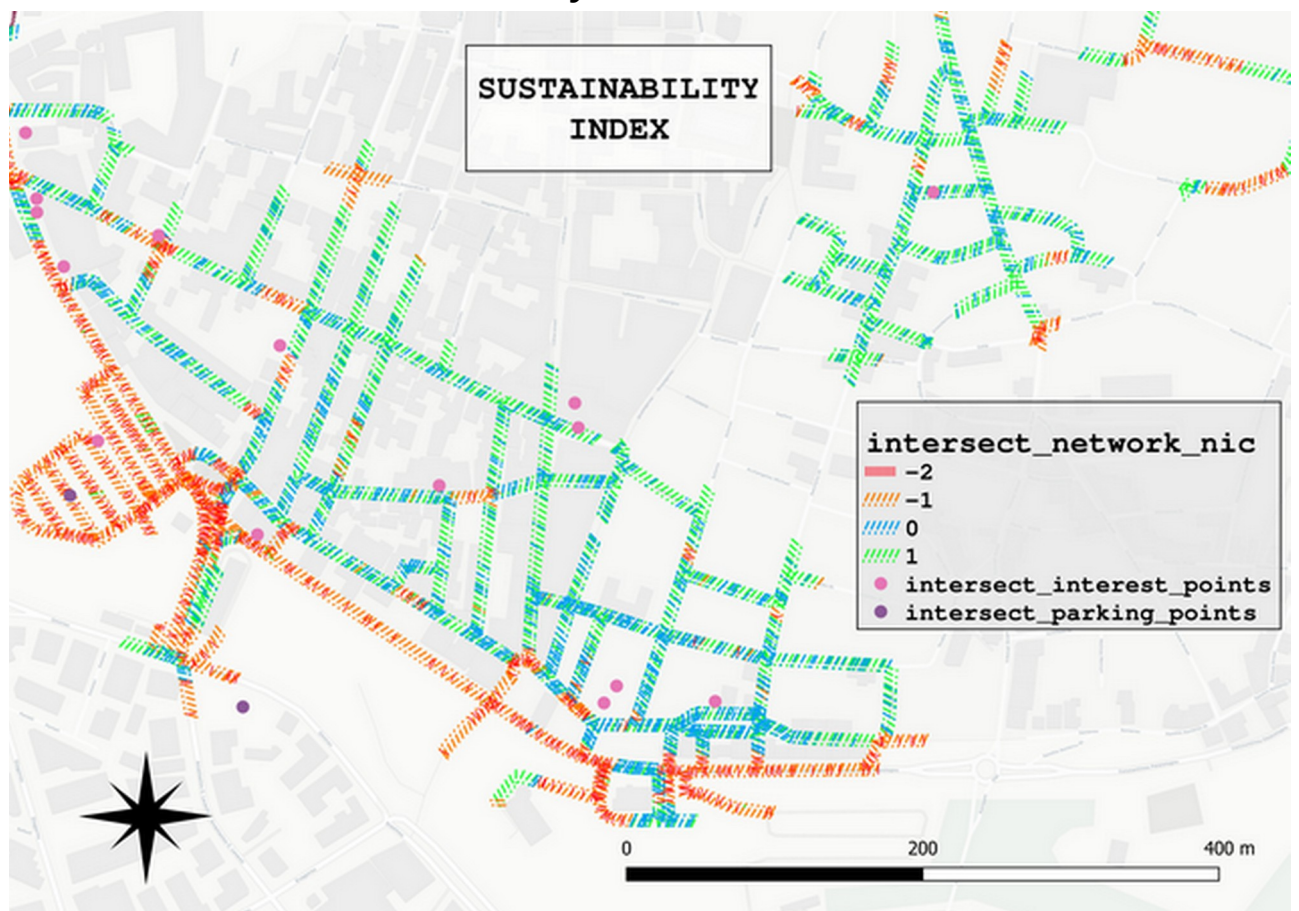 SUSTAINABILITY
INDEX
intersect_network_nic
-2
-1
0
1
intersect_interest_points
intersect_parking_points
0 200 400 m